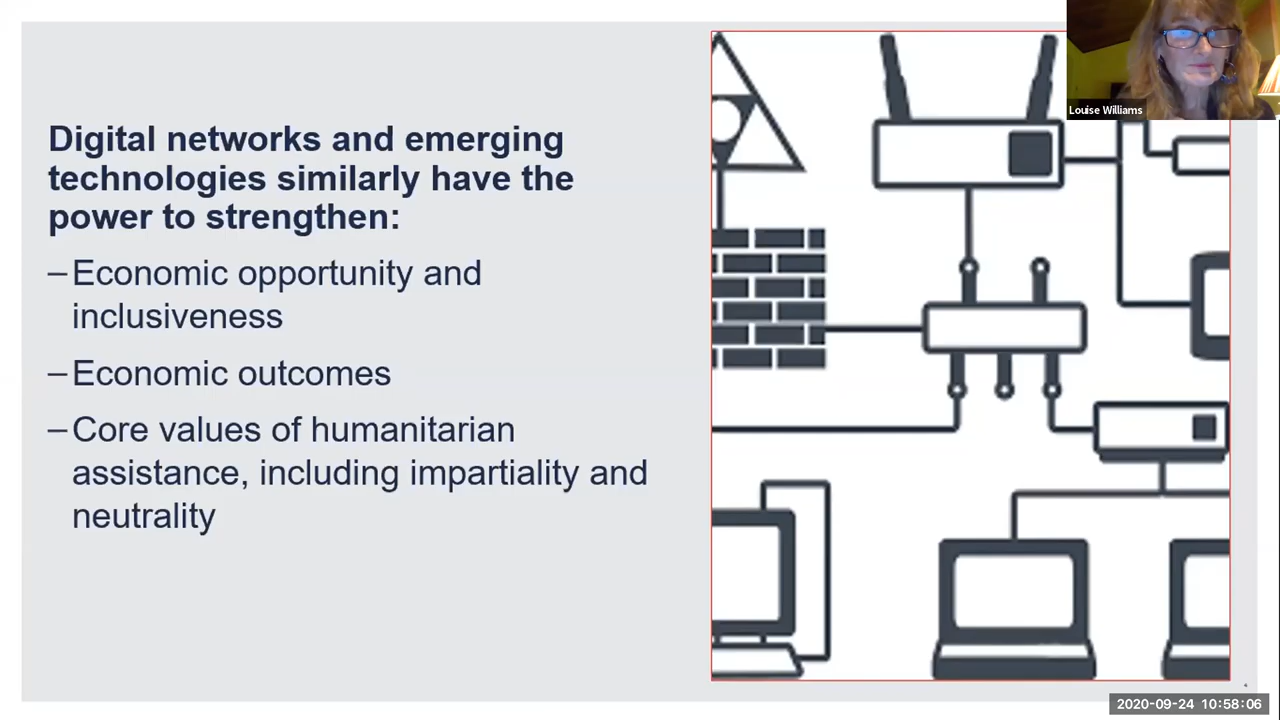 Digital networks and emerging
technologies similarly have the
power to strengthen:
–Economic opportunity and
inclusiveness
–Economic outcomes
–Core values of humanitarian
assistance, including impartiality and
neutrality
Louise Williams
2020-09-24 10:58:06